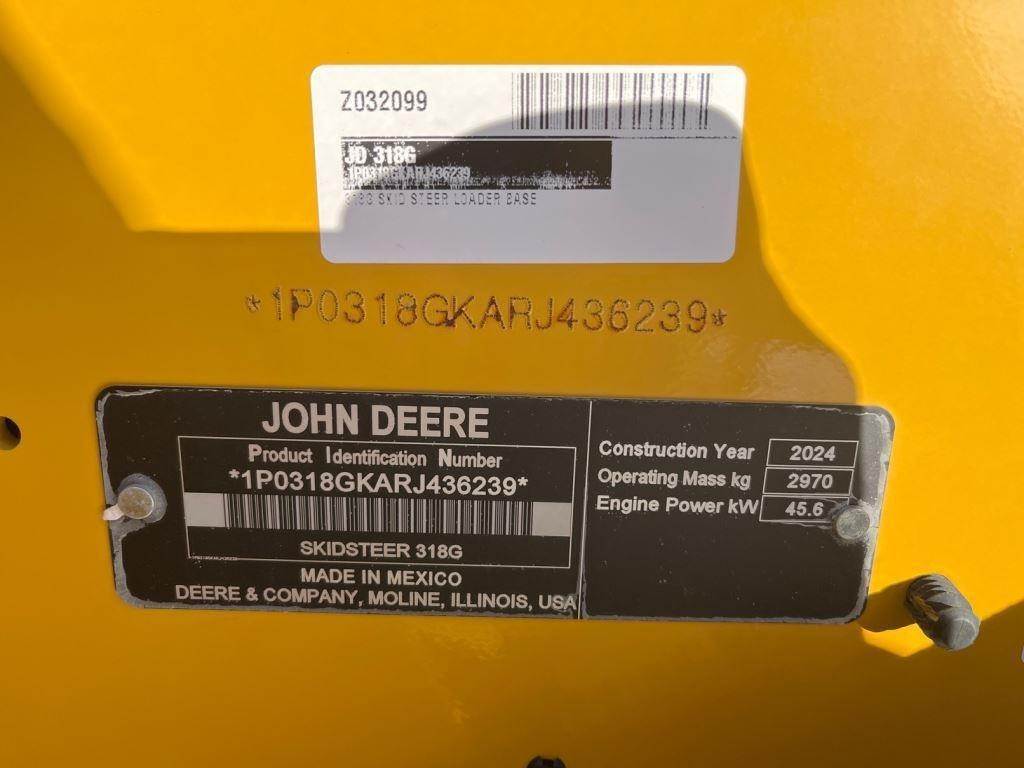 Z032099
JD 318G
1P0318GKARJ436239
318G SKID STEER LOADER BASE
*1P0318GKARJ436239*
JOHN DEERE
Product Identification Number
*1P0318GKARJ436239*
SKIDSTEER 318G
MADE IN MEXICO
DEERE & COMPANY, MOLINE, ILLINOIS, USA
Construction Year 2024
Operating Mass kg 2970
Engine Power kW 45.6